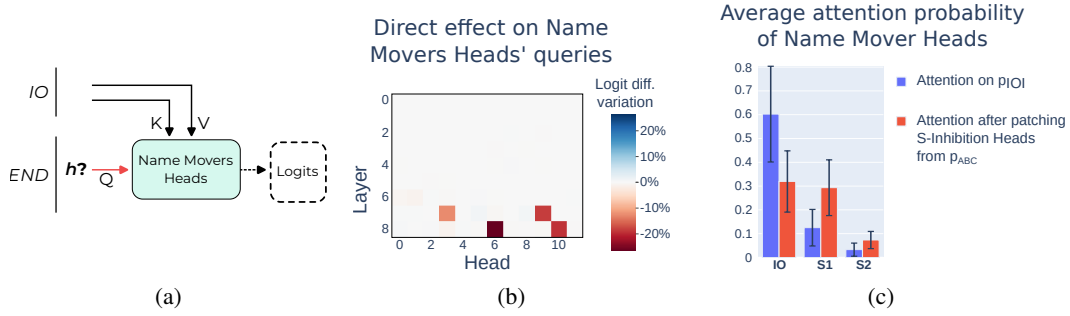 IO
K
V
END
h?
Q
Name Movers
Heads
Logits
(a)
Direct effect on Name
Movers Heads' queries
Logit diff.
variation
0
2
4
6
8
Layer
0
2
4
6
8
10
Head
20%
10%
-0%
-10%
-20%
(b)
Average attention probability
of Name Mover Heads
0.8
0.7
0.6
0.5
0.4
0.3
0.2
0.1
0
IO
S1
S2
Attention on pIOI
Attention after patching
S-Inhibition Heads
from pABC
(c)